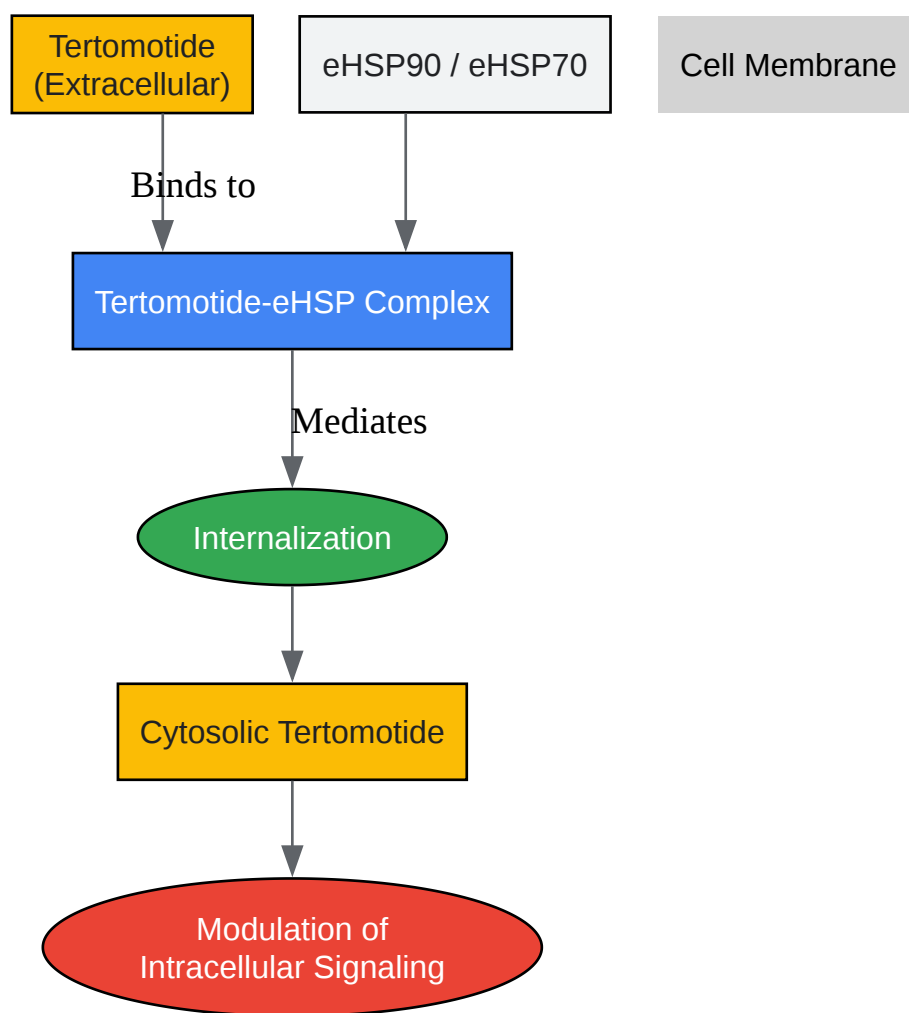 Tertomotide
(Extracellular)
eHSP90 / eHSP70
Cell Membrane
Binds to
Tertomotide-eHSP Complex
Mediates
Internalization
Cytosolic Tertomotide
Modulation of
Intracellular Signaling